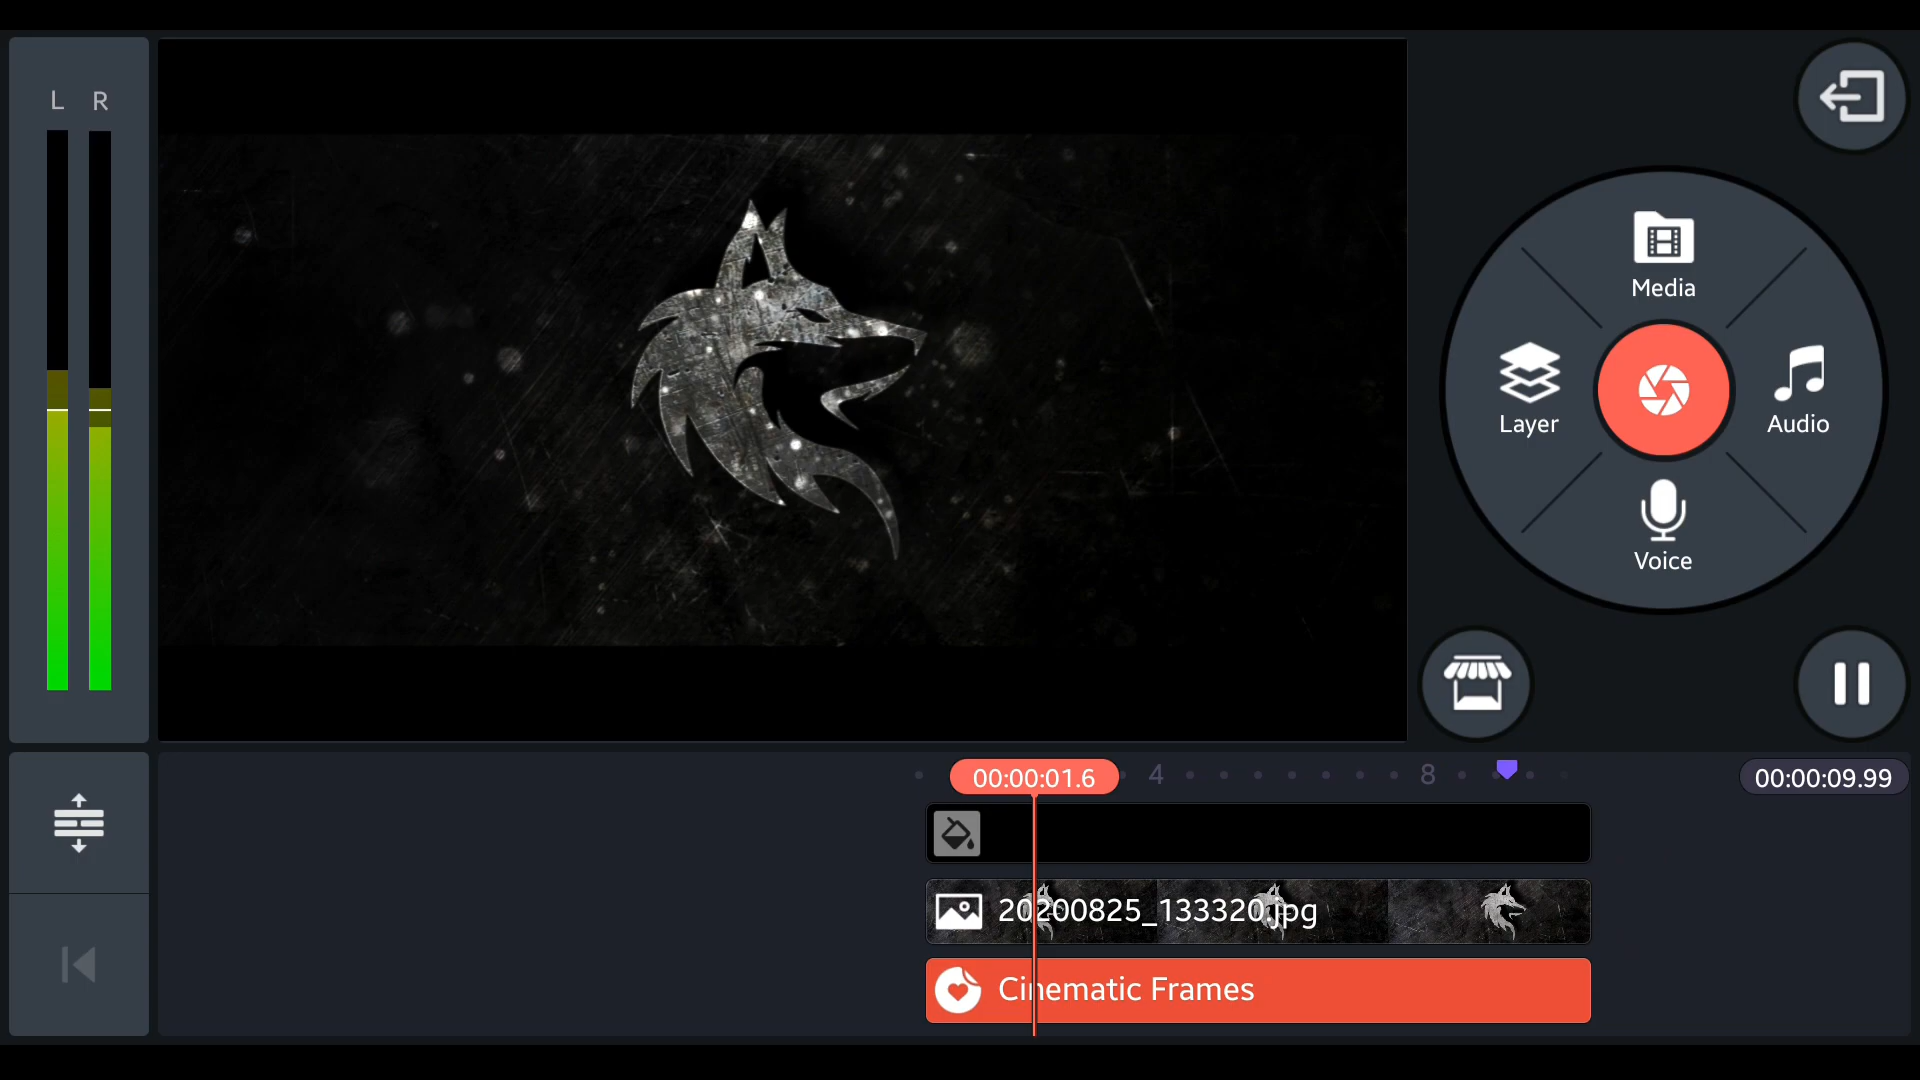 L R
Media
Layer
Audio
Voice
00:00:01.6 4 8 00:00:09.99
20200825_133320.jpg
Cinematic Frames